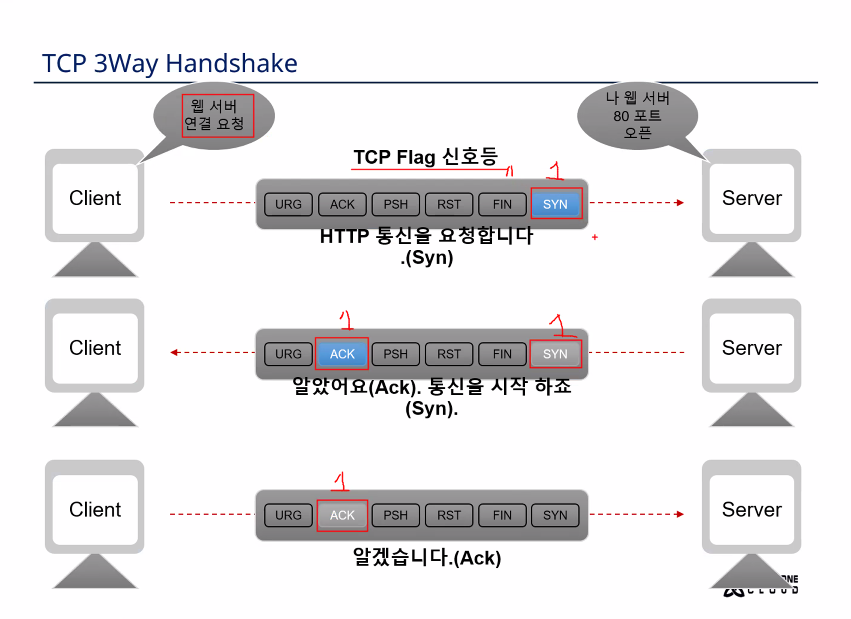 TCP 3Way Handshake
웹 서버
연결 요청
나 웹 서버
80 포트
오픈
TCP Flag 신호등
1
Client
URG ACK PSH RST FIN SYN
Server
HTTP 통신을 요청합니다
.(Syn)
1 1
Client
URG ACK PSH RST FIN SYN
Server
알았어요(Ack). 통신을 시작 하죠
(Syn).
1
Client
URG ACK PSH RST FIN SYN
Server
알겠습니다.(Ack)
CLOUD